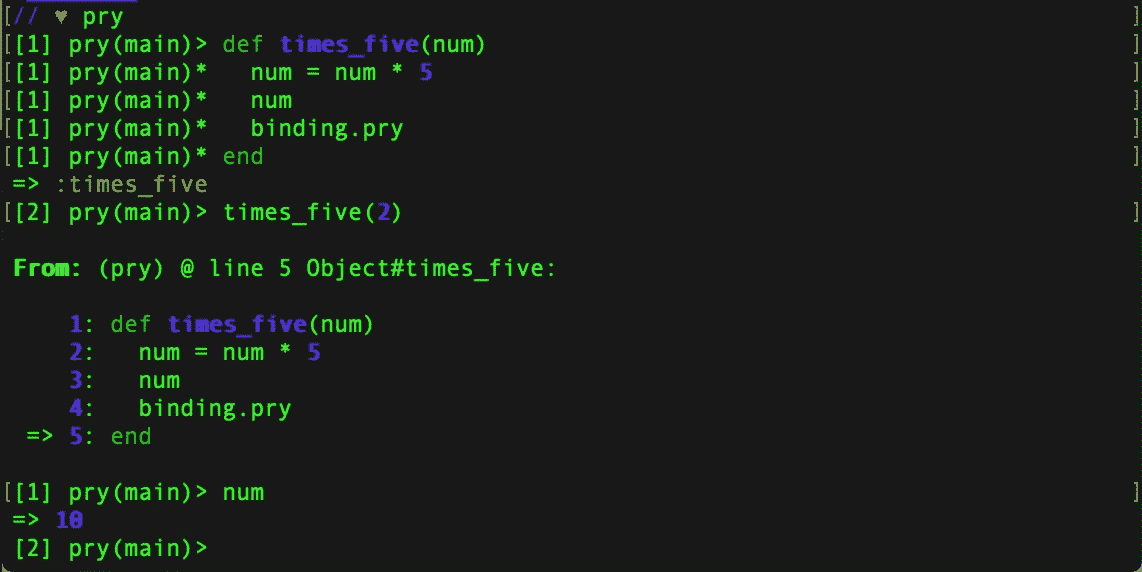 [// ♥ pry ]
[[1] pry(main)> def times_five(num) ]
[[1] pry(main)*   num = num * 5 ]
[[1] pry(main)*   num ]
[[1] pry(main)*   binding.pry ]
[[1] pry(main)* end ]
=> :times_five
[[2] pry(main)> times_five(2) ]
From: (pry) @ line 5 Object#times_five:
1: def times_five(num)
2:   num = num * 5
3:   num
4:   binding.pry
=> 5: end
[[1] pry(main)> num ]
=> 10
[2] pry(main)>